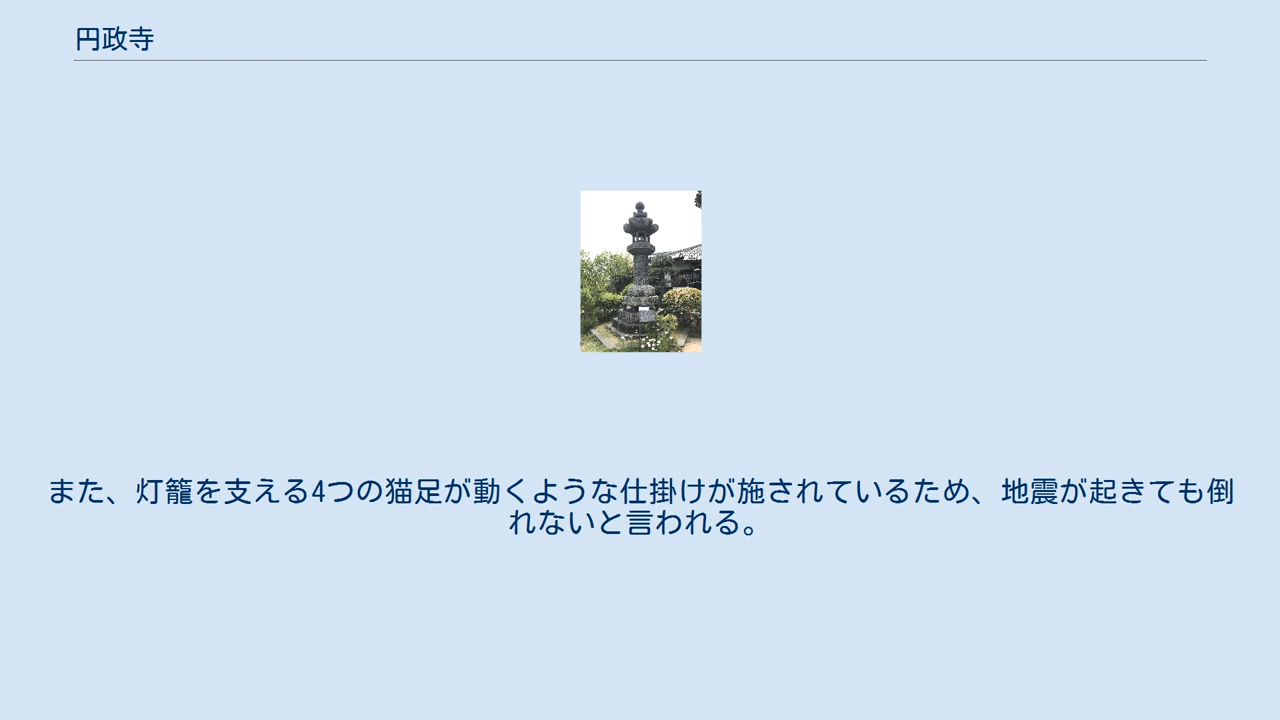 円政寺
また、灯籠を支える4つの猫足が動くような仕掛けが施されているため、地震が起きても倒
れないと言われる。